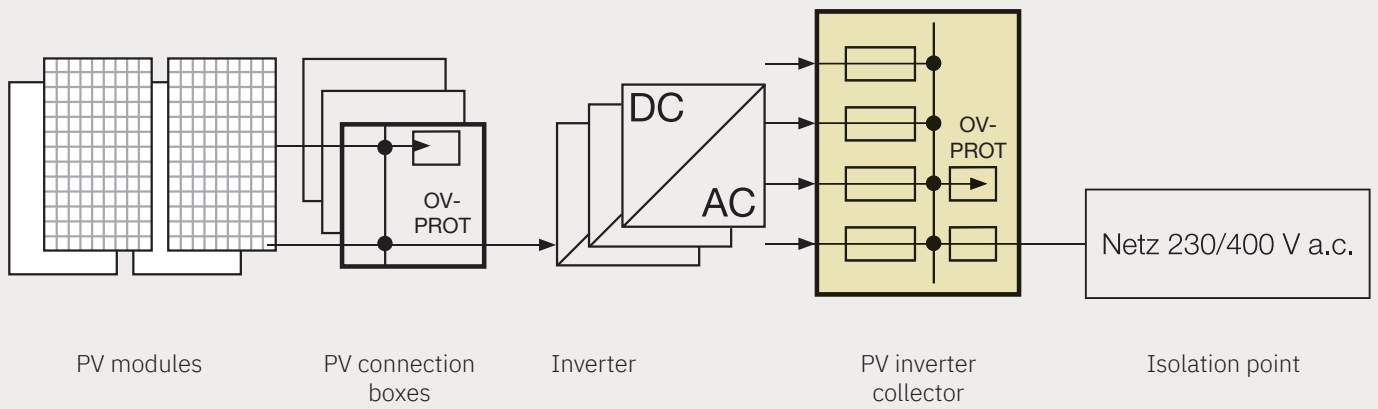 DC
AC
OV-
PROT
OV-
PROT
Netz 230/400 V a.c.
PV modules
PV connection
boxes
Inverter
PV inverter
collector
Isolation point